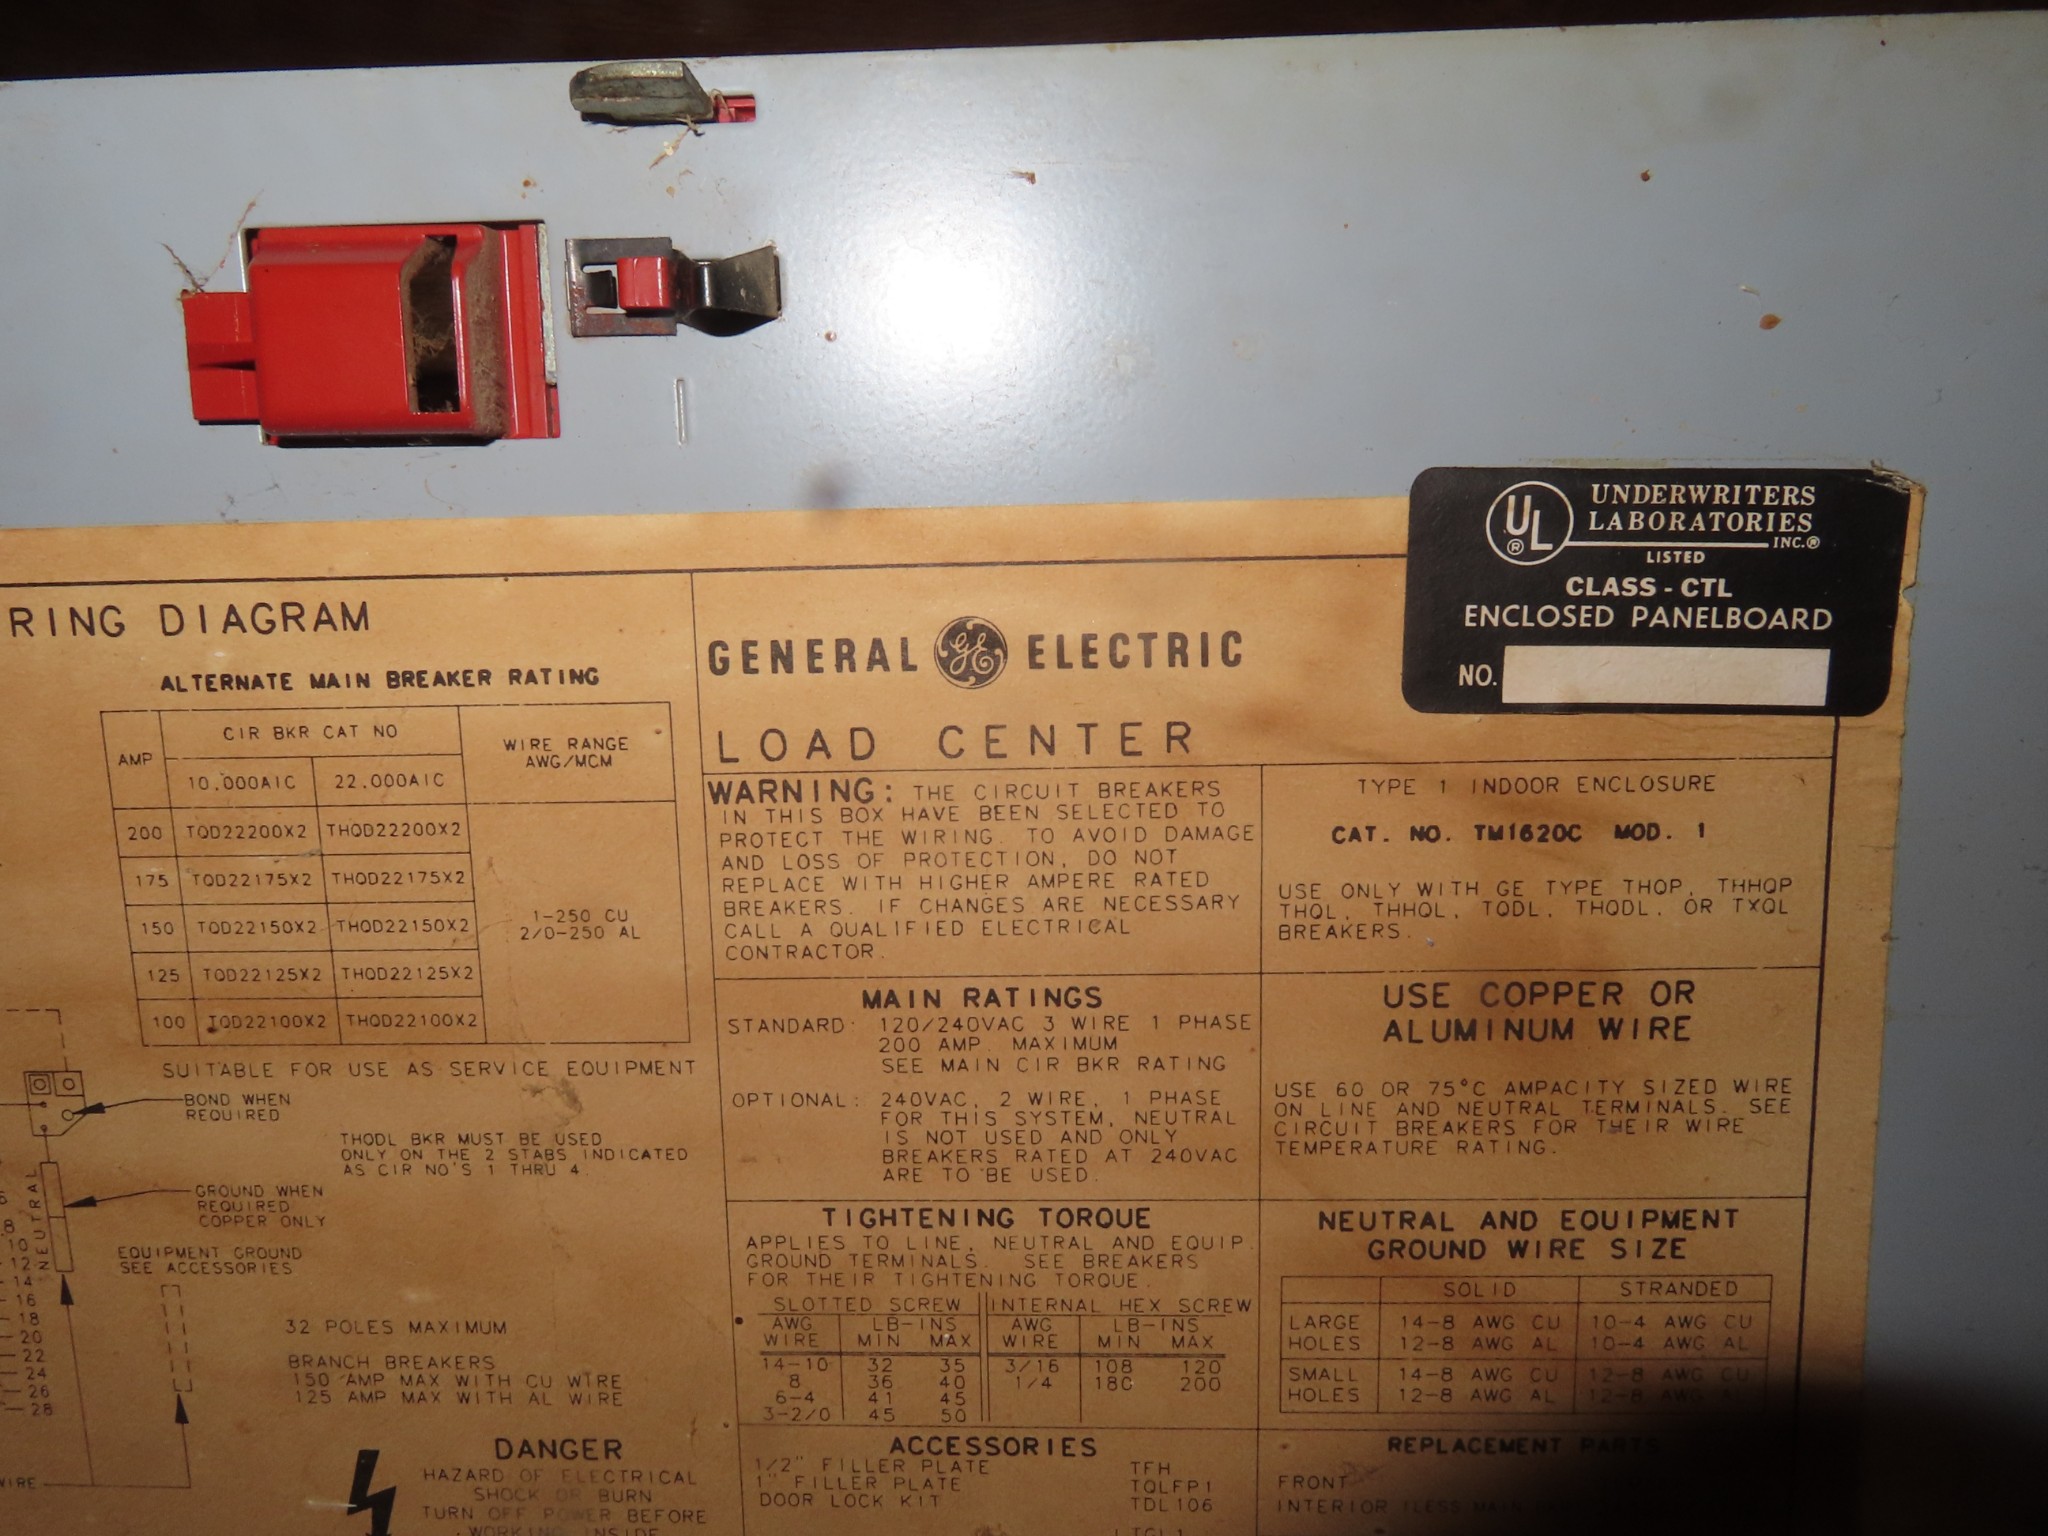 UL
®
UNDERWRITERS
LABORATORIES
INC.®
LISTED
CLASS - CTL
ENCLOSED PANELBOARD
NO.
RING DIAGRAM
ALTERNATE MAIN BREAKER RATING
AMP
CIR BKR CAT NO
WIRE RANGE
AWG/MCM
10,000AIC 22,000AIC
200 TQD22200X2 THQD22200X2
175 TQD22175X2 THQD22175X2
150 TQD22150X2 THQD22150X2
125 TQD22125X2 THQD22125X2
100 TQD22100X2 THQD22100X2
1-250 CU
2/0-250 AL
SUITABLE FOR USE AS SERVICE EQUIPMENT
BOND WHEN
REQUIRED
THQDL BKR MUST BE USED
ONLY ON THE 2 STABS INDICATED
AS CIR NO'S 1 THRU 4.
GROUND WHEN
REQUIRED
COPPER ONLY
NEUTRAL
EQUIPMENT GROUND
SEE ACCESSORIES
6
8
10
12
14
16
18
20
22
24
26
28
32 POLES MAXIMUM
BRANCH BREAKERS
150 AMP MAX WITH CU WIRE
125 AMP MAX WITH AL WIRE
WIRE
DANGER
HAZARD OF ELECTRICAL
SHOCK OR BURN
TURN OFF POWER BEFORE
WORKING INSIDE
GENERAL GE ELECTRIC
LOAD CENTER
WARNING: THE CIRCUIT BREAKERS
IN THIS BOX HAVE BEEN SELECTED TO
PROTECT THE WIRING. TO AVOID DAMAGE
AND LOSS OF PROTECTION, DO NOT
REPLACE WITH HIGHER AMPERE RATED
BREAKERS. IF CHANGES ARE NECESSARY
CALL A QUALIFIED ELECTRICAL
CONTRACTOR.
TYPE 1 INDOOR ENCLOSURE
CAT. NO. TM1620C MOD. 1
USE ONLY WITH GE TYPE THQP, THHQP
THQL, THHQL, TQDL, THQDL, OR TXQL
BREAKERS.
MAIN RATINGS
STANDARD: 120/240VAC 3 WIRE 1 PHASE
200 AMP. MAXIMUM
SEE MAIN CIR BKR RATING
OPTIONAL: 240VAC, 2 WIRE, 1 PHASE
FOR THIS SYSTEM, NEUTRAL
IS NOT USED AND ONLY
BREAKERS RATED AT 240VAC
ARE TO BE USED.
USE COPPER OR
ALUMINUM WIRE
USE 60 OR 75°C AMPACITY SIZED WIRE
ON LINE AND NEUTRAL TERMINALS. SEE
CIRCUIT BREAKERS FOR THEIR WIRE
TEMPERATURE RATING.
TIGHTENING TORQUE
APPLIES TO LINE, NEUTRAL AND EQUIP.
GROUND TERMINALS. SEE BREAKERS
FOR THEIR TIGHTENING TORQUE.
SLOTTED SCREW INTERNAL HEX SCREW
AWG LB-INS AWG LB-INS
WIRE MIN MAX WIRE MIN MAX
14-10 32 35 3/16 108 120
8 36 40 1/4 180 200
6-4 41 45
3-2/0 45 50
NEUTRAL AND EQUIPMENT
GROUND WIRE SIZE
SOLID STRANDED
LARGE 14-8 AWG CU 10-4 AWG CU
HOLES 12-8 AWG AL 10-4 AWG AL
SMALL 14-8 AWG CU 12-8 AWG CU
HOLES 12-8 AWG AL 12-8 AWG
ACCESSORIES
1/2" FILLER PLATE TFH
1" FILLER PLATE TQLFP1
DOOR LOCK KIT TDL106
REPLACEMENT PARTS
FRONT
INTERIOR (LESS MAIN